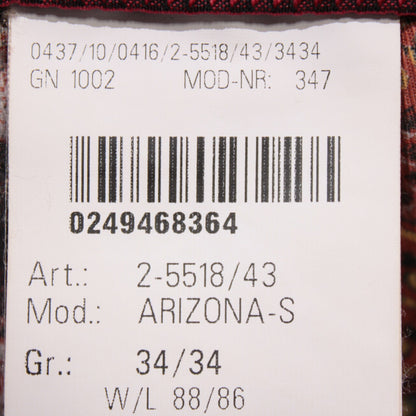 0437/10/0416/2-5518/43/3434
GN 1002 MOD-NR: 347
0249468364
Art.: 2-5518/43
Mod.: ARIZONA-S
Gr.: 34/34
W/L 88/86